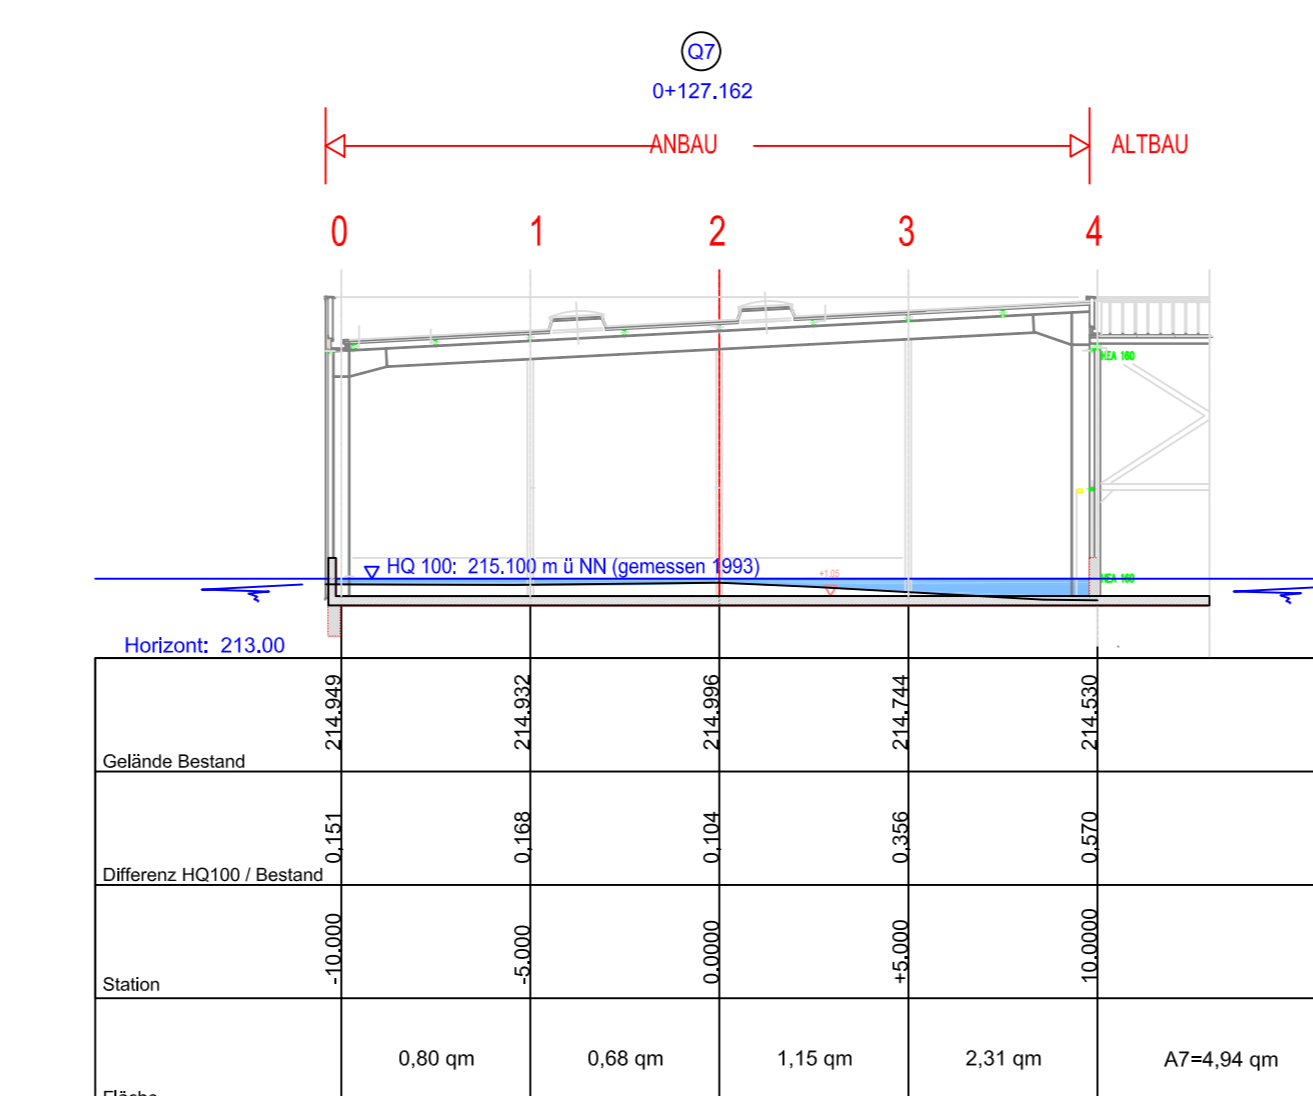 Q7
0+127.162
ANBAU
ALTBAU
0 1 2 3 4
HEA 160
HQ 100: 215.100 m ü NN (gemessen 1993)
+1.05
HEA 160
Horizont: 213.00
Gelände Bestand 214.949 214.932 214.996 214.744 214.530
Differenz HQ100 / Bestand 0.151 0.168 0.104 0.356 0.570
Station -10.000 -5.000 0.0000 +5.000 10.0000
Fläche 0,80 qm 0,68 qm 1,15 qm 2,31 qm A7=4,94 qm